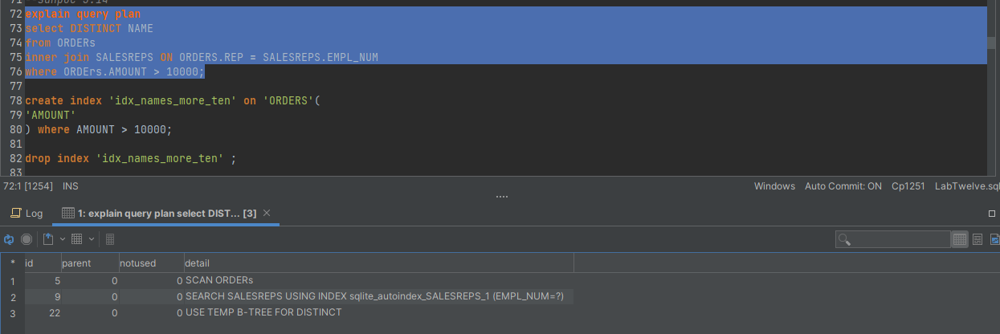 72 explain query plan
73 select DISTINCT NAME
74 from ORDERs
75 inner join SALESREPS ON ORDERS.REP = SALESREPS.EMPL_NUM
76 where ORDErs.AMOUNT > 10000;
77
78 create index 'idx_names_more_ten' on 'ORDERS'(
79 'AMOUNT'
80 ) where AMOUNT > 10000;
81
82 drop index 'idx_names_more_ten' ;
83
72:1 [1254] INS Windows Auto Commit: ON Cp1251 LabTwelve.sql
Log 1: explain query plan select DIST... [3]
* id parent notused detail
1 5 0 0 SCAN ORDERs
2 9 0 0 SEARCH SALESREPS USING INDEX sqlite_autoindex_SALESREPS_1 (EMPL_NUM=?)
3 22 0 0 USE TEMP B-TREE FOR DISTINCT